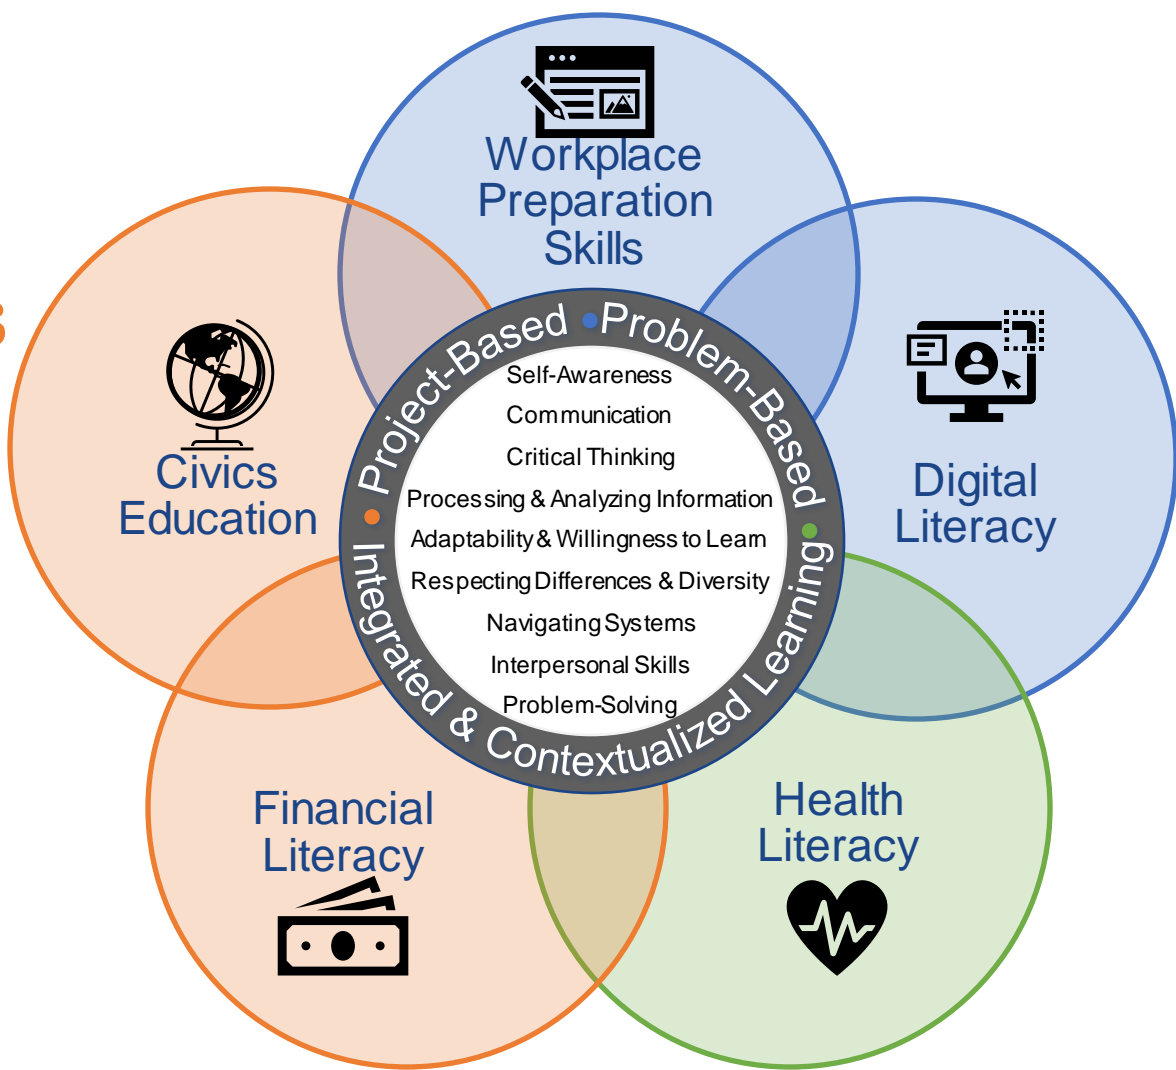 Workplace
Preparation
Skills
Civics
Education
Digital
Literacy
Financial
Literacy
Health
Literacy
Project-Based • Problem-Based •
Integrated & Contextualized Learning •
Self-Awareness
Communication
Critical Thinking
Processing & Analyzing Information
Adaptability & Willingness to Learn
Respecting Differences & Diversity
Navigating Systems
Interpersonal Skills
Problem-Solving